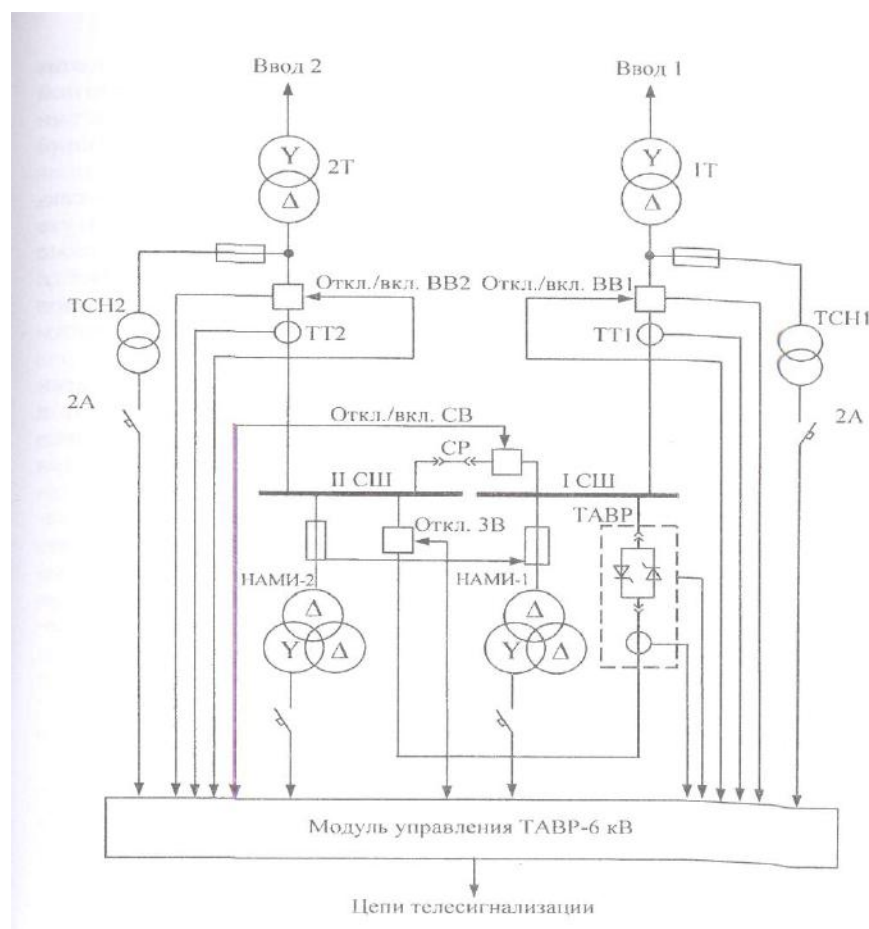 Ввод 2
Ввод 1
Y
2Т
Δ
Y
1Т
Δ
Откл./вкл. ВВ2
Откл./вкл. ВВ1
ТСН2
ТТ2
ТТ1
ТСН1
2А
2А
Откл./вкл. СВ
СР
II СШ
I СШ
Откл. ЗВ
ТАВР
НАМИ-2
НАМИ-1
Δ
Y
Δ
Δ
Y
Δ
Модуль управления ТАВР-6 кВ
Цепи телесигнализации